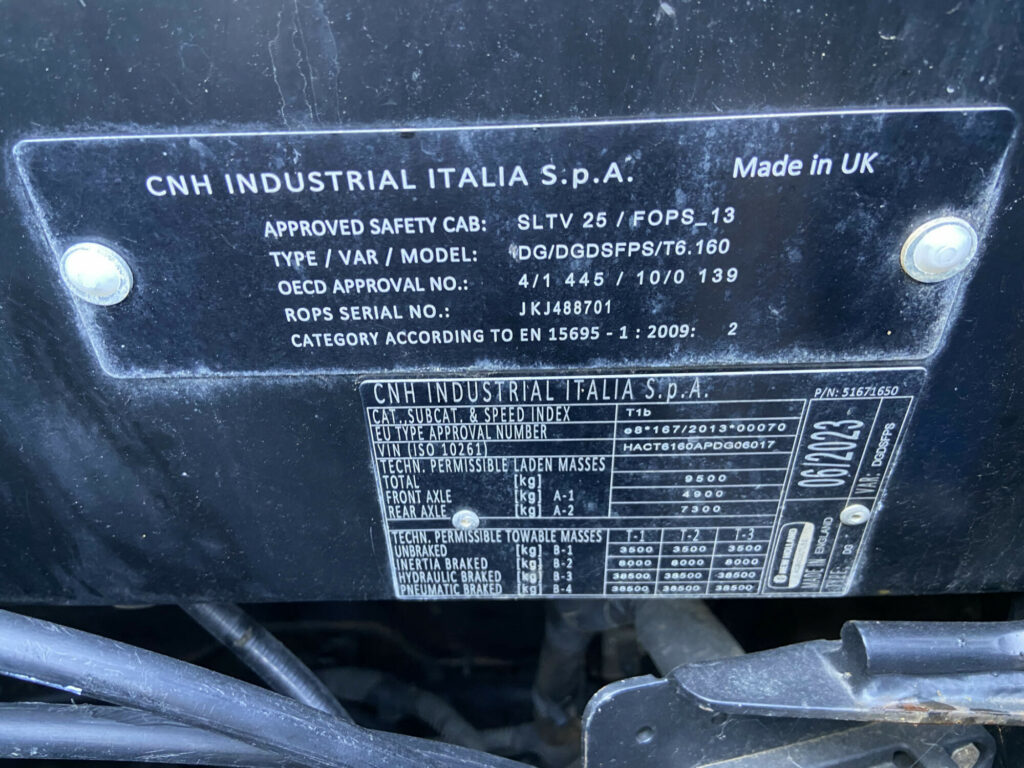 CNH INDUSTRIAL ITALIA S.p.A. Made in UK
APPROVED SAFETY CAB: SLTV 25 / FOPS_13
TYPE / VAR / MODEL: DG/DGDSFPS/T6.160
OECD APPROVAL NO.: 4/1 445 / 10/0 139
ROPS SERIAL NO.: JKJ488701
CATEGORY ACCORDING TO EN 15695 - 1 : 2009: 2
CNH INDUSTRIAL ITALIA S.p.A. P/N: 51671650
CAT., SUBCAT. & SPEED INDEX T1b
EU TYPE APPROVAL NUMBER e8*167/2013*00070
VIN (ISO 10261) HACT6160APDG06017
TECHN. PERMISSIBLE LADEN MASSES
TOTAL [kg] 9500
FRONT AXLE [kg] A-1 4900
REAR AXLE [kg] A-2 7300
TECHN. PERMISSIBLE TOWABLE MASSES T-1 T-2 T-3
UNBRAKED [kg] B-1 3500 3500 3500
INERTIA BRAKED [kg] B-2 8000 8000 8000
HYDRAULIC BRAKED [kg] B-3 38500 38500 38500
PNEUMATIC BRAKED [kg] B-4 38500 38500 38500
06/2023
VAR: DGDSFPS
NEW HOLLAND
MADE IN ENGLAND
DG